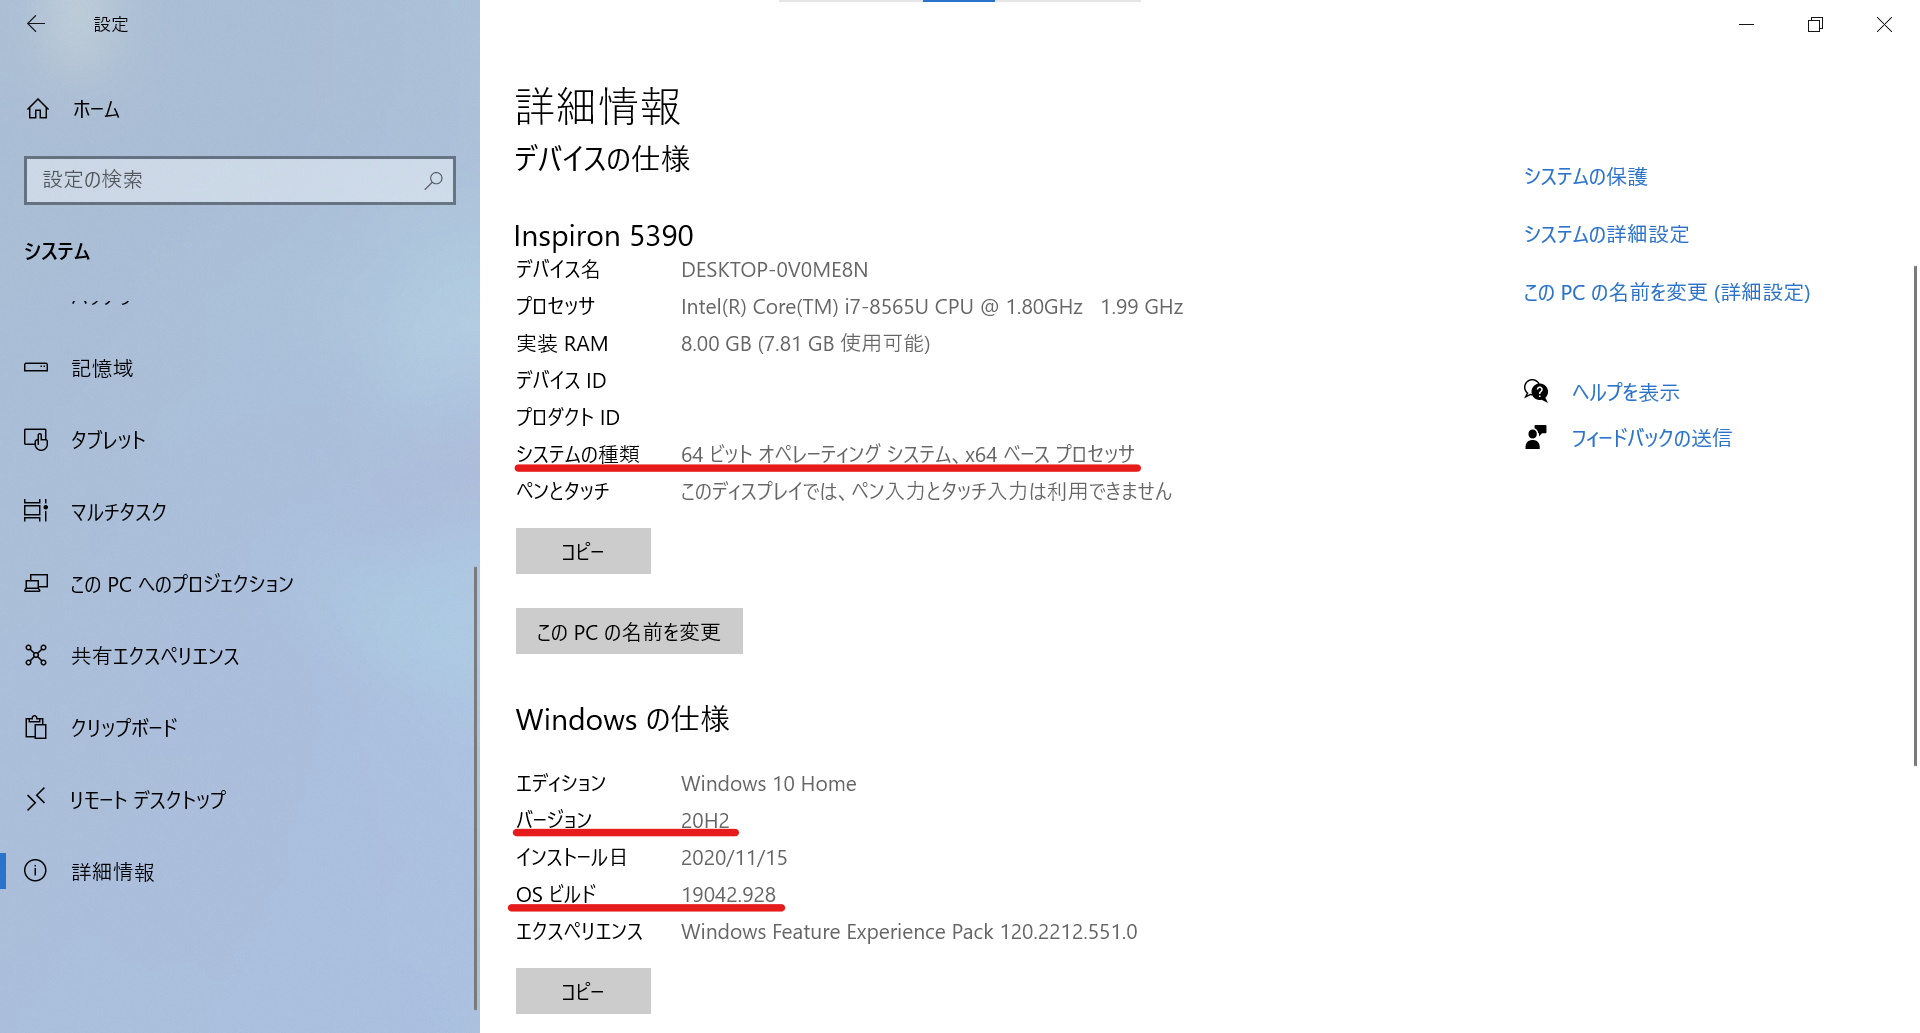 設定
ホーム
設定の検索
システム
記憶域
タブレット
マルチタスク
この PC へのプロジェクション
共有エクスペリエンス
クリップボード
リモート デスクトップ
詳細情報
詳細情報
デバイスの仕様
Inspiron 5390
デバイス名 DESKTOP-0V0ME8N
プロセッサ Intel(R) Core(TM) i7-8565U CPU @ 1.80GHz 1.99 GHz
実装 RAM 8.00 GB (7.81 GB 使用可能)
デバイス ID
プロダクト ID
システムの種類 64 ビット オペレーティング システム、x64 ベース プロセッサ
ペンとタッチ このディスプレイでは、ペン入力とタッチ入力は利用できません
コピー
この PC の名前を変更
Windows の仕様
エディション Windows 10 Home
バージョン 20H2
インストール日 2020/11/15
OS ビルド 19042.928
エクスペリエンス Windows Feature Experience Pack 120.2212.551.0
コピー
システムの保護
システムの詳細設定
この PC の名前を変更 (詳細設定)
ヘルプを表示
フィードバックの送信